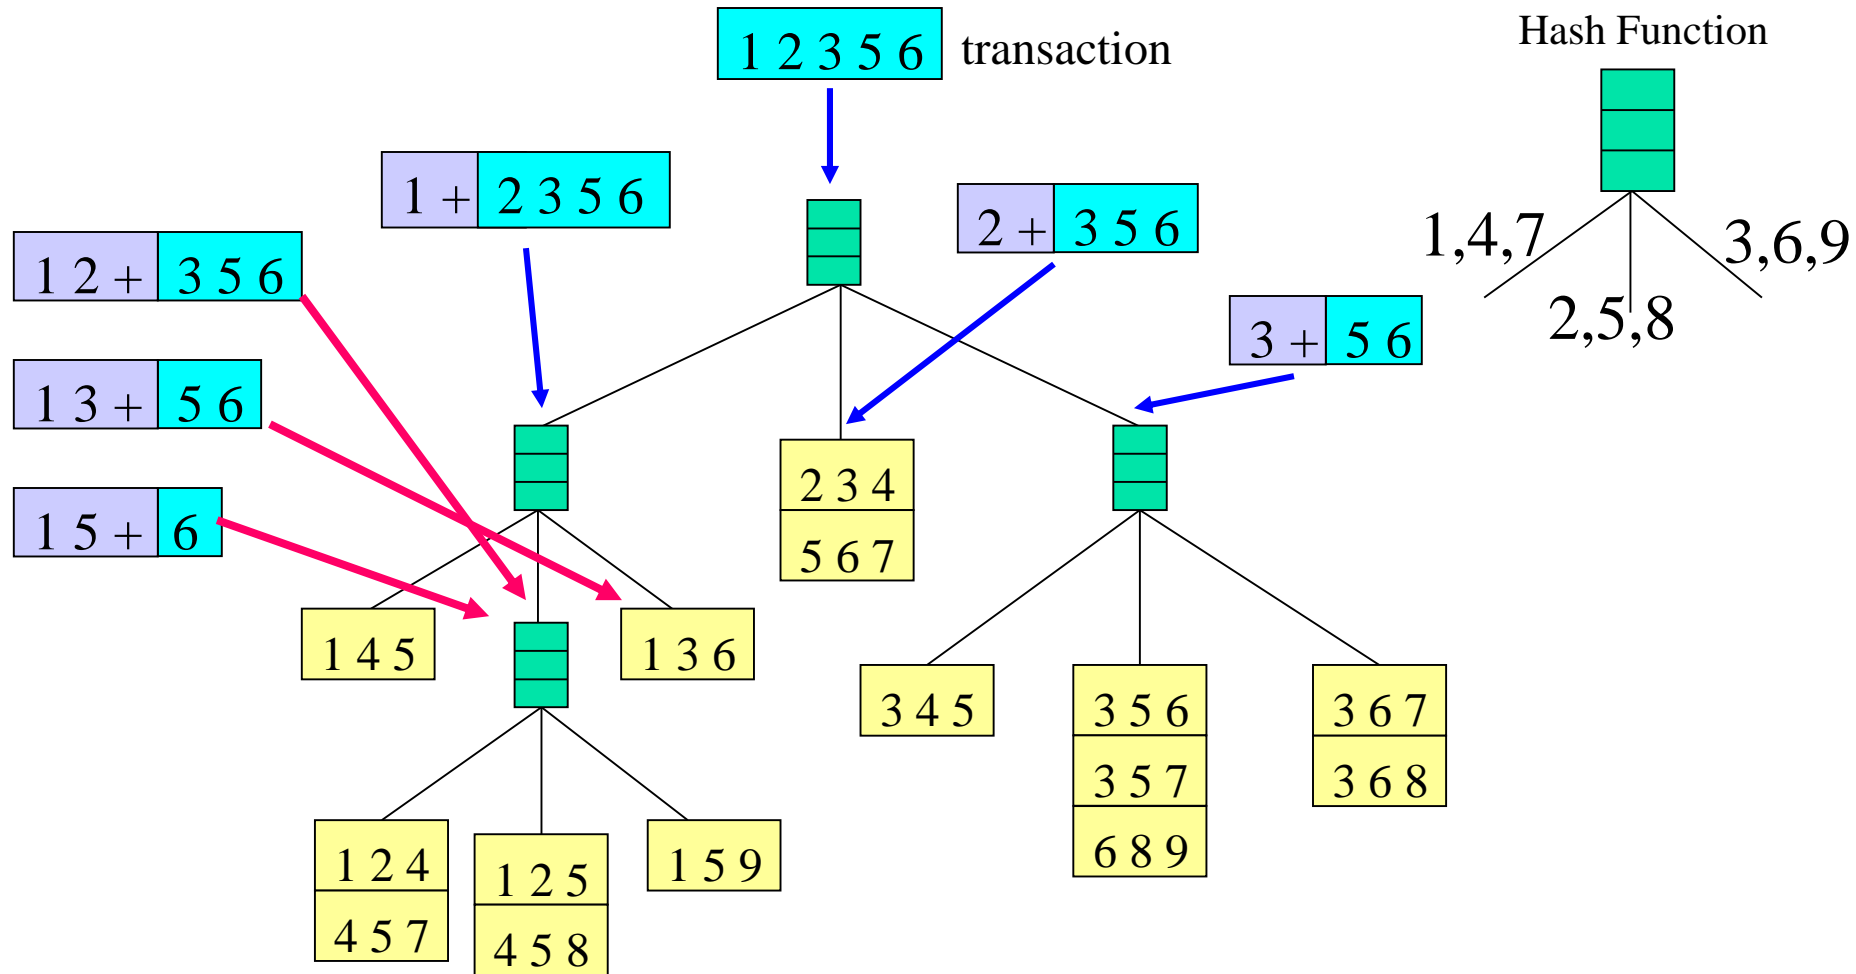 1 2 3 5 6 transaction
Hash Function
1 + 2 3 5 6
2 + 3 5 6
1,4,7
3,6,9
2,5,8
1 2 + 3 5 6
3 + 5 6
1 3 + 5 6
1 5 + 6
2 3 4
5 6 7
1 4 5
1 3 6
3 4 5
3 5 6
3 6 7
3 5 7
3 6 8
6 8 9
1 2 4
1 2 5
1 5 9
4 5 7
4 5 8